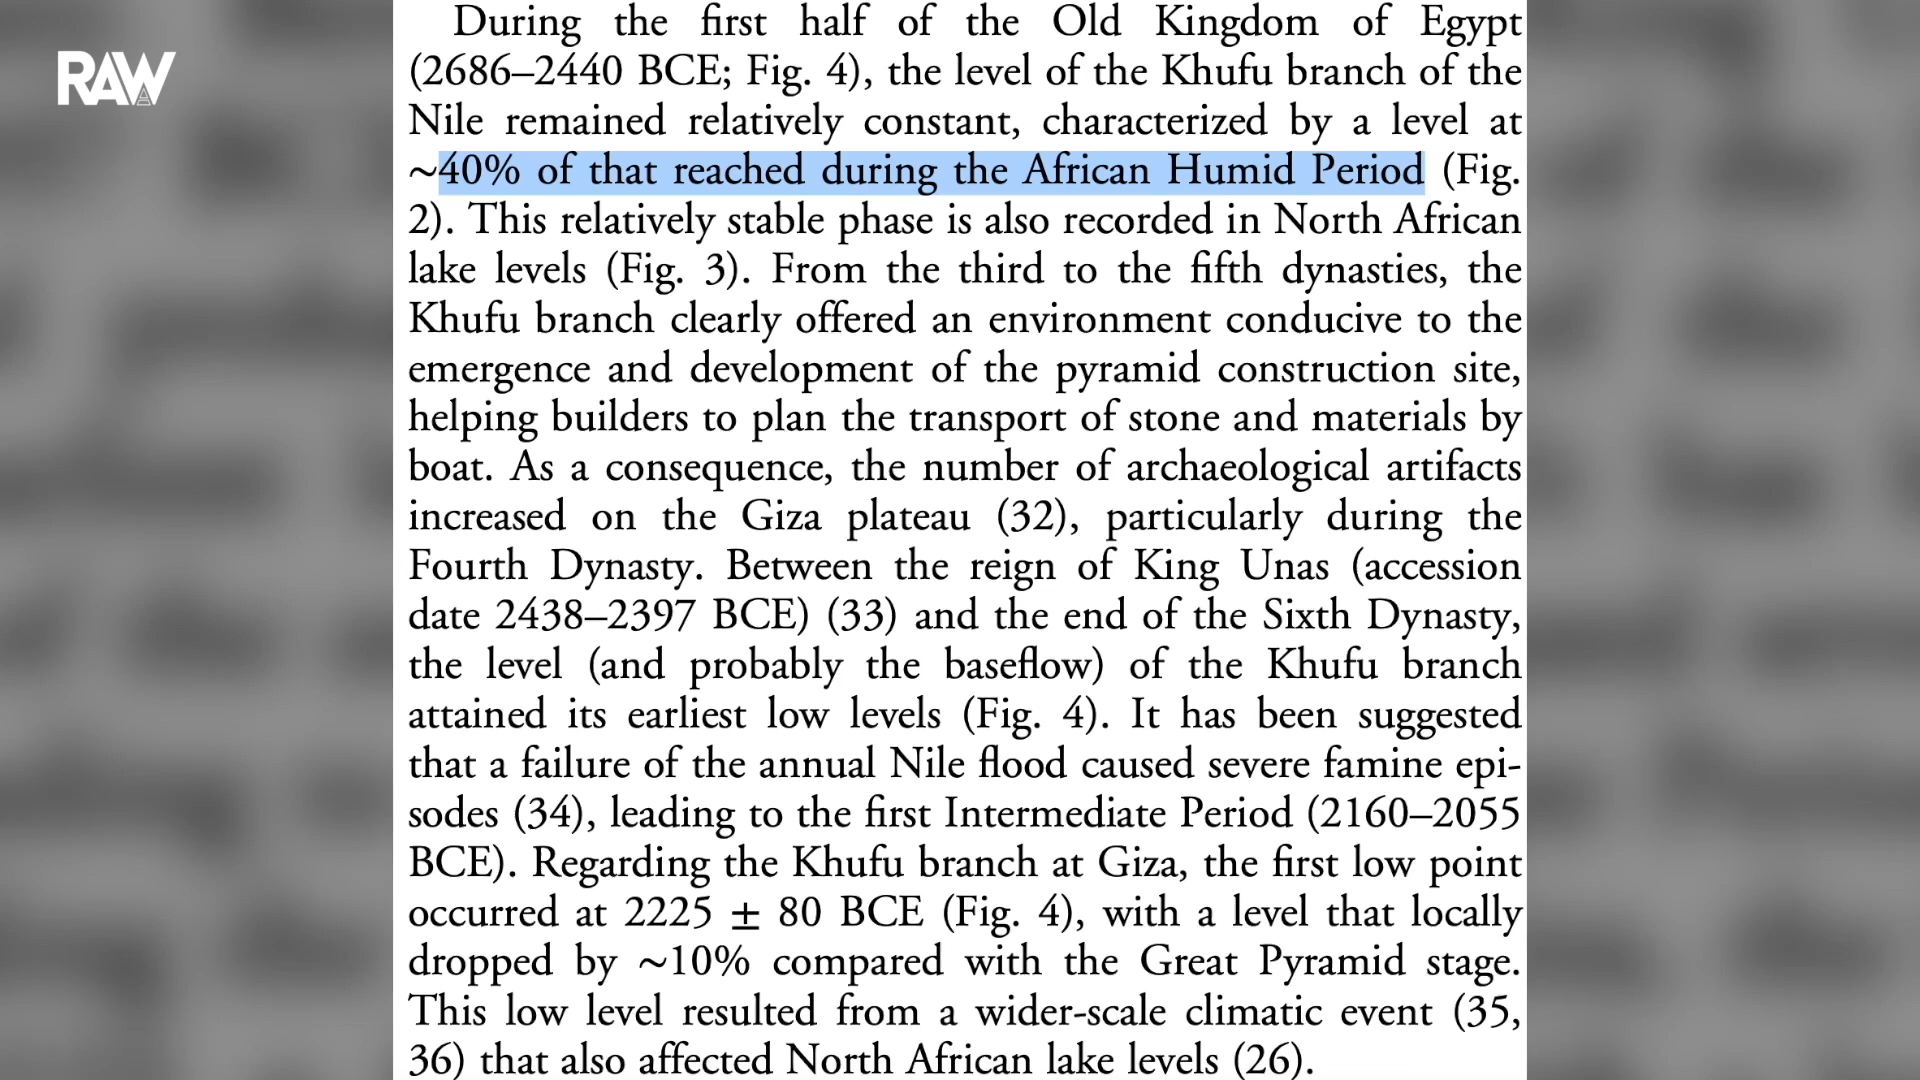 RAW
During the first half of the Old Kingdom of Egypt
(2686–2440 BCE; Fig. 4), the level of the Khufu branch of the
Nile remained relatively constant, characterized by a level at
~40% of that reached during the African Humid Period (Fig.
2). This relatively stable phase is also recorded in North African
lake levels (Fig. 3). From the third to the fifth dynasties, the
Khufu branch clearly offered an environment conducive to the
emergence and development of the pyramid construction site,
helping builders to plan the transport of stone and materials by
boat. As a consequence, the number of archaeological artifacts
increased on the Giza plateau (32), particularly during the
Fourth Dynasty. Between the reign of King Unas (accession
date 2438–2397 BCE) (33) and the end of the Sixth Dynasty,
the level (and probably the baseflow) of the Khufu branch
attained its earliest low levels (Fig. 4). It has been suggested
that a failure of the annual Nile flood caused severe famine epi-
sodes (34), leading to the first Intermediate Period (2160–2055
BCE). Regarding the Khufu branch at Giza, the first low point
occurred at 2225 ± 80 BCE (Fig. 4), with a level that locally
dropped by ~10% compared with the Great Pyramid stage.
This low level resulted from a wider-scale climatic event (35,
36) that also affected North African lake levels (26).